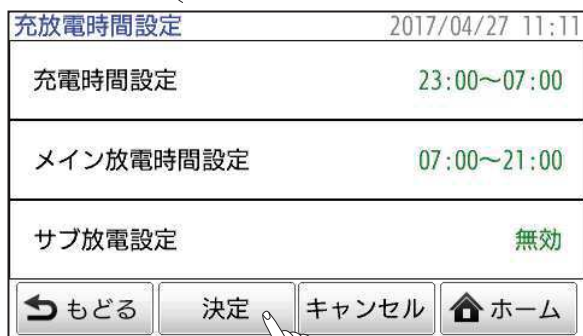 充放電時間設定 2017/04/27 11:11
充電時間設定 23:00～07:00
メイン放電時間設定 07:00～21:00
サブ放電設定 無効
もどる 決定 キャンセル ホーム